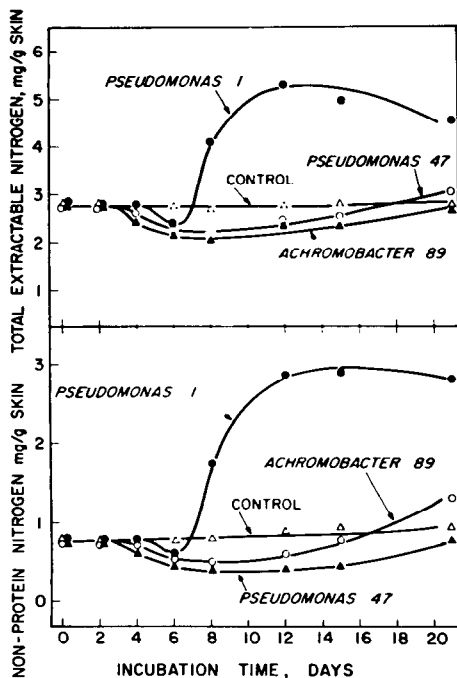 TOTAL EXTRACTABLE NITROGEN, mg/g SKIN
6
5
4
3
2
1
PSEUDOMONAS 1
PSEUDOMONAS 47
CONTROL
ACHROMOBACTER 89
NON-PROTEIN NITROGEN mg/g SKIN
3
2
1
0
PSEUDOMONAS 1
ACHROMOBACTER 89
CONTROL
PSEUDOMONAS 47
0 2 4 6 8 10 12 14 16 18 20
INCUBATION TIME, DAYS